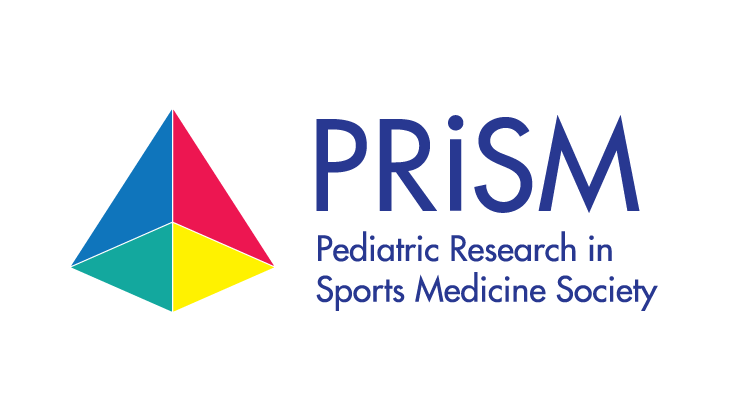 PRiSM
Pediatric Research in
Sports Medicine Society